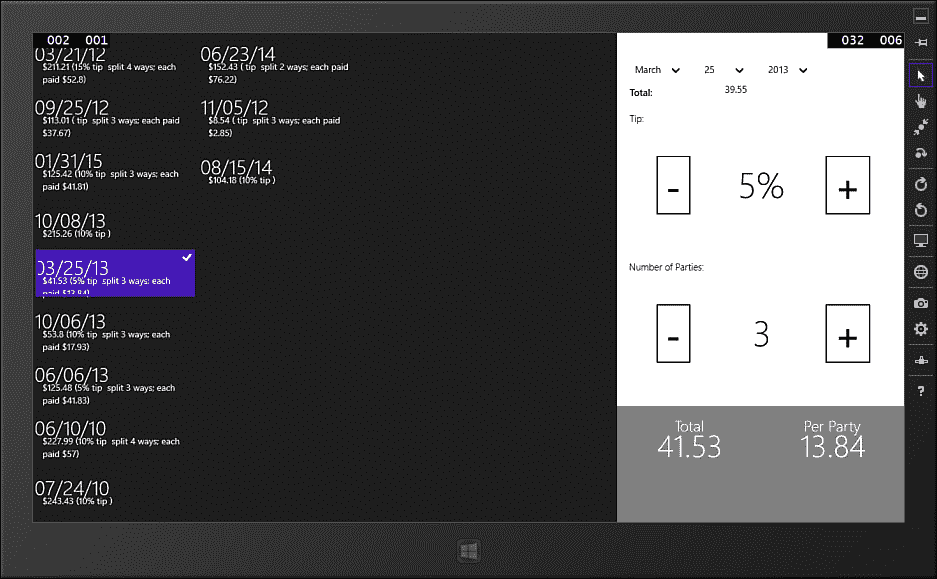 002 001
03/21/12
$211.21 (15% tip split 4 ways; each
paid $52.8)
09/25/12
$113.01 ( tip split 3 ways; each paid
$37.67)
01/31/15
$125.42 (10% tip split 3 ways; each
paid $41.81)
10/08/13
$215.26 (10% tip )
03/25/13
$41.53 (5% tip split 3 ways; each
paid $13.84)
10/06/13
$53.8 (10% tip split 3 ways; each
paid $17.93)
06/06/13
$125.48 (5% tip split 3 ways; each
paid $41.83)
06/10/10
$227.99 (10% tip split 4 ways; each
paid $57)
07/24/10
$243.43 (10% tip )
06/23/14
$152.43 ( tip split 2 ways; each paid
$76.22)
11/05/12
$8.54 ( tip split 3 ways; each paid
$2.85)
08/15/14
$104.18 (10% tip )
032 006
March 25 2013
Total: 39.55
Tip:
- 5% +
Number of Parties:
- 3 +
Total Per Party
41.53 13.84
?